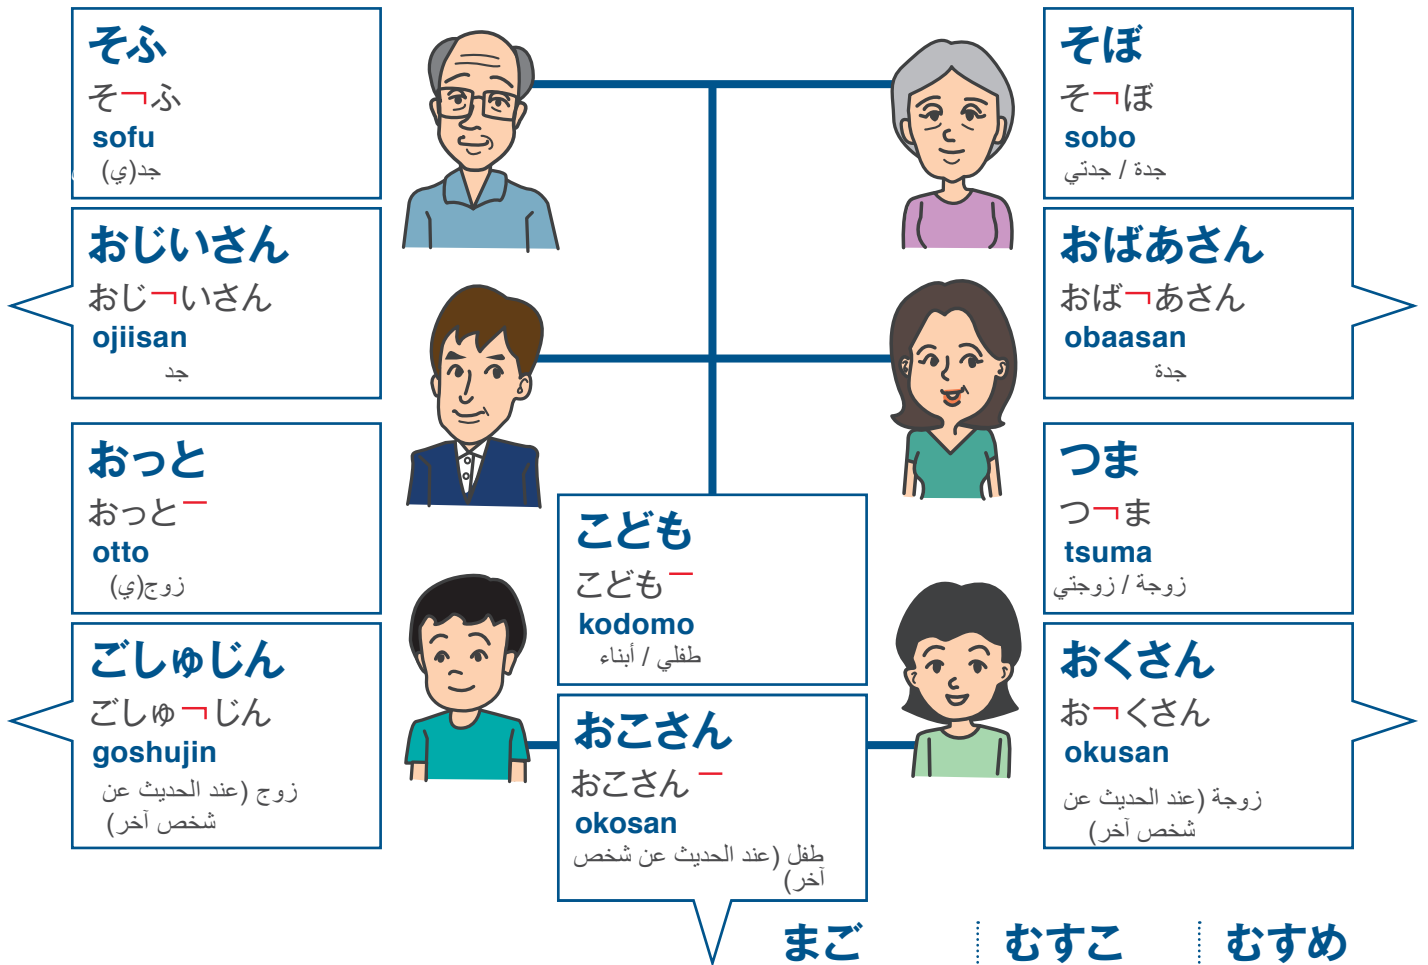 そふ
そ¬ふ
sofu
جد(ي)
おじいさん
おじ¬いさん
ojiisan
جد
おっと
おっと¯
otto
زوج(ي)
ごしゅじん
ごしゅ¬じん
goshujin
زوج (عند الحديث عن
شخص آخر)
こども
こども¯
kodomo
طفلي / أبناء
おこさん
おこさん¯
okosan
طفل (عند الحديث عن شخص
آخر)
そぼ
そ¬ぼ
sobo
جدة / جدتي
おばあさん
おば¬あさん
obaasan
جدة
つま
つ¬ま
tsuma
زوجة / زوجتي
おくさん
お¬くさん
okusan
زوجة (عند الحديث عن
شخص آخر)
まご
むすこ
むすめ